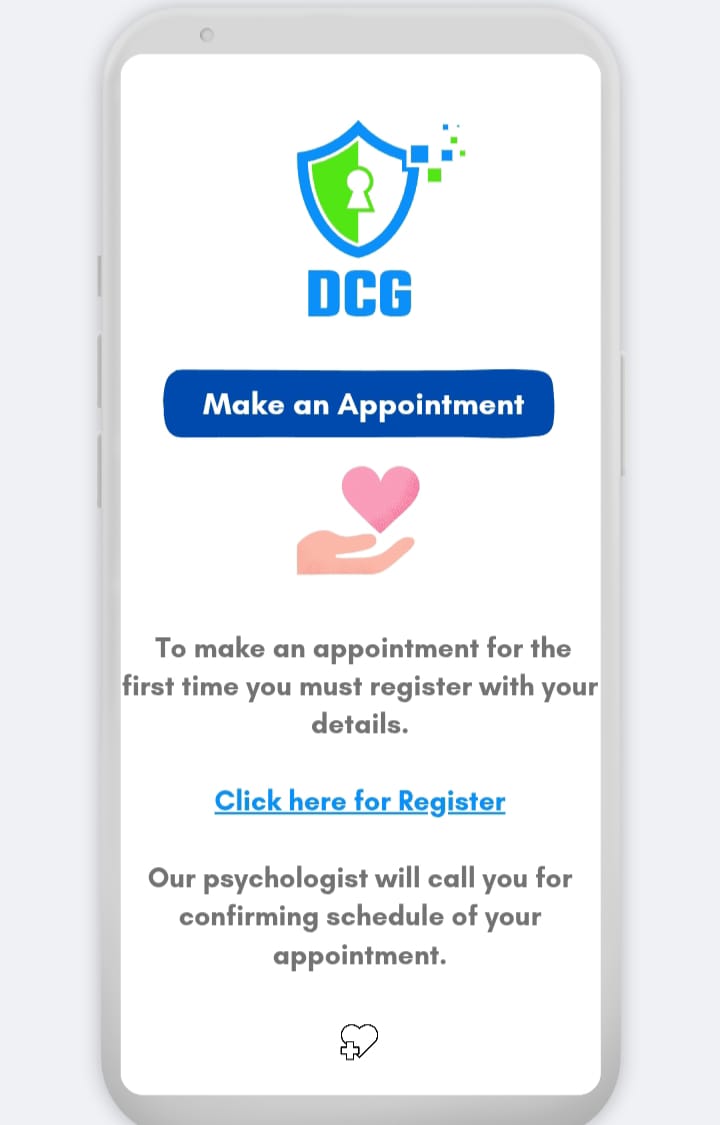 DCG
Make an Appointment
To make an appointment for the
first time you must register with your
details.
Click here for Register
Our psychologist will call you for
confirming schedule of your
appointment.